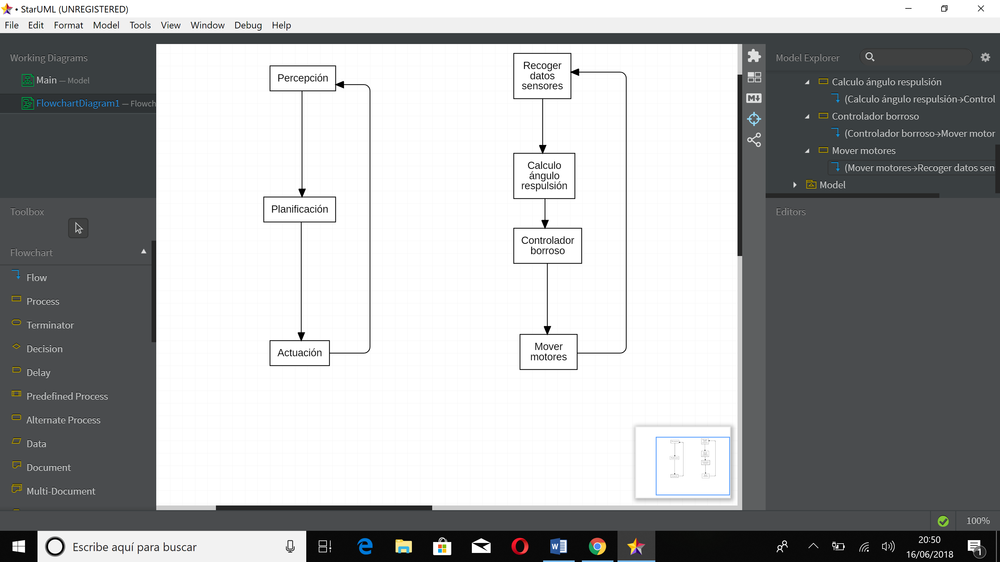 • StarUML (UNREGISTERED)
File Edit Format Model Tools View Window Debug Help
Working Diagrams
Main — Model
FlowchartDiagram1 — Flowch
Toolbox
Flowchart
Flow
Process
Terminator
Decision
Delay
Predefined Process
Alternate Process
Data
Document
Multi-Document
Percepción
Planificación
Actuación
Recoger
datos
sensores
Calculo
ángulo
respulsión
Controlador
borroso
Mover
motores
M
Model Explorer
Calculo ángulo respulsión
(Calculo ángulo respulsión→Control
Controlador borroso
(Controlador borroso→Mover motor
Mover motores
(Mover motores→Recoger datos sen
Model
Editors
100%
Escribe aquí para buscar
W
20:50
16/06/2018
1